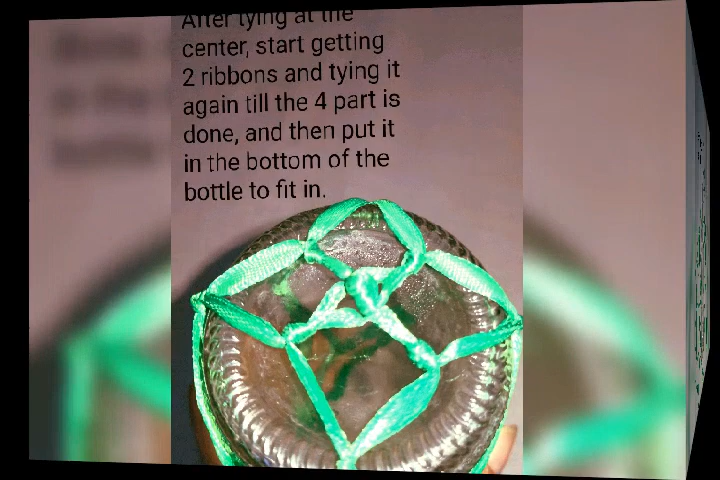 After tying at the
center, start getting
2 ribbons and tying it
again till the 4 part is
done, and then put it
in the bottom of the
bottle to fit in.